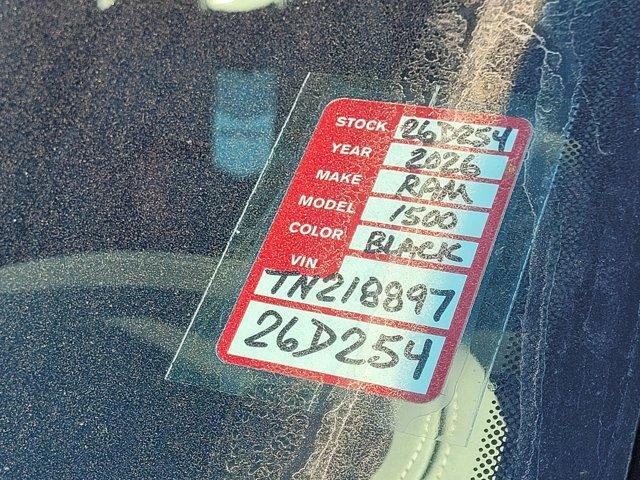 STOCK 26D254
YEAR 2026
MAKE RAM
MODEL 1500
COLOR BLACK
VIN
TN218897
26D254